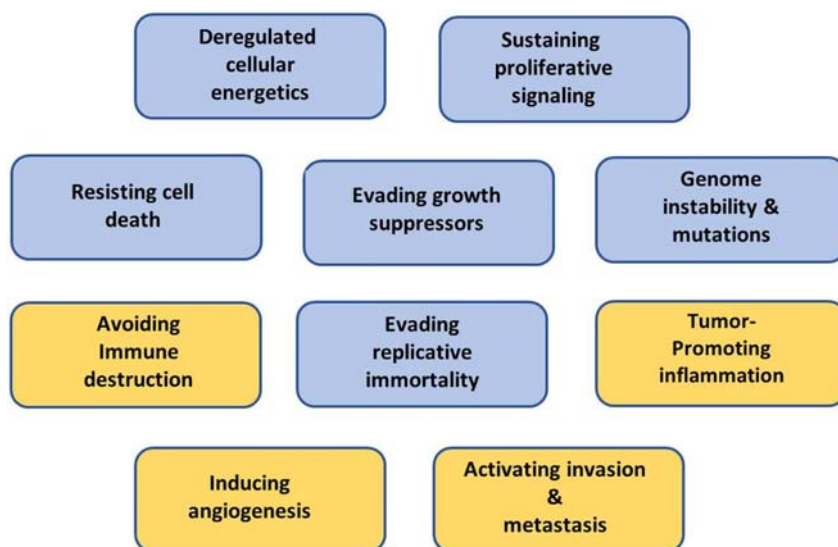 Deregulated
cellular
energetics
Sustaining
proliferative
signaling
Resisting cell
death
Evading growth
suppressors
Genome
instability &
mutations
Avoiding
Immune
destruction
Evading
replicative
immortality
Tumor-
Promoting
inflammation
Inducing
angiogenesis
Activating invasion
&
metastasis